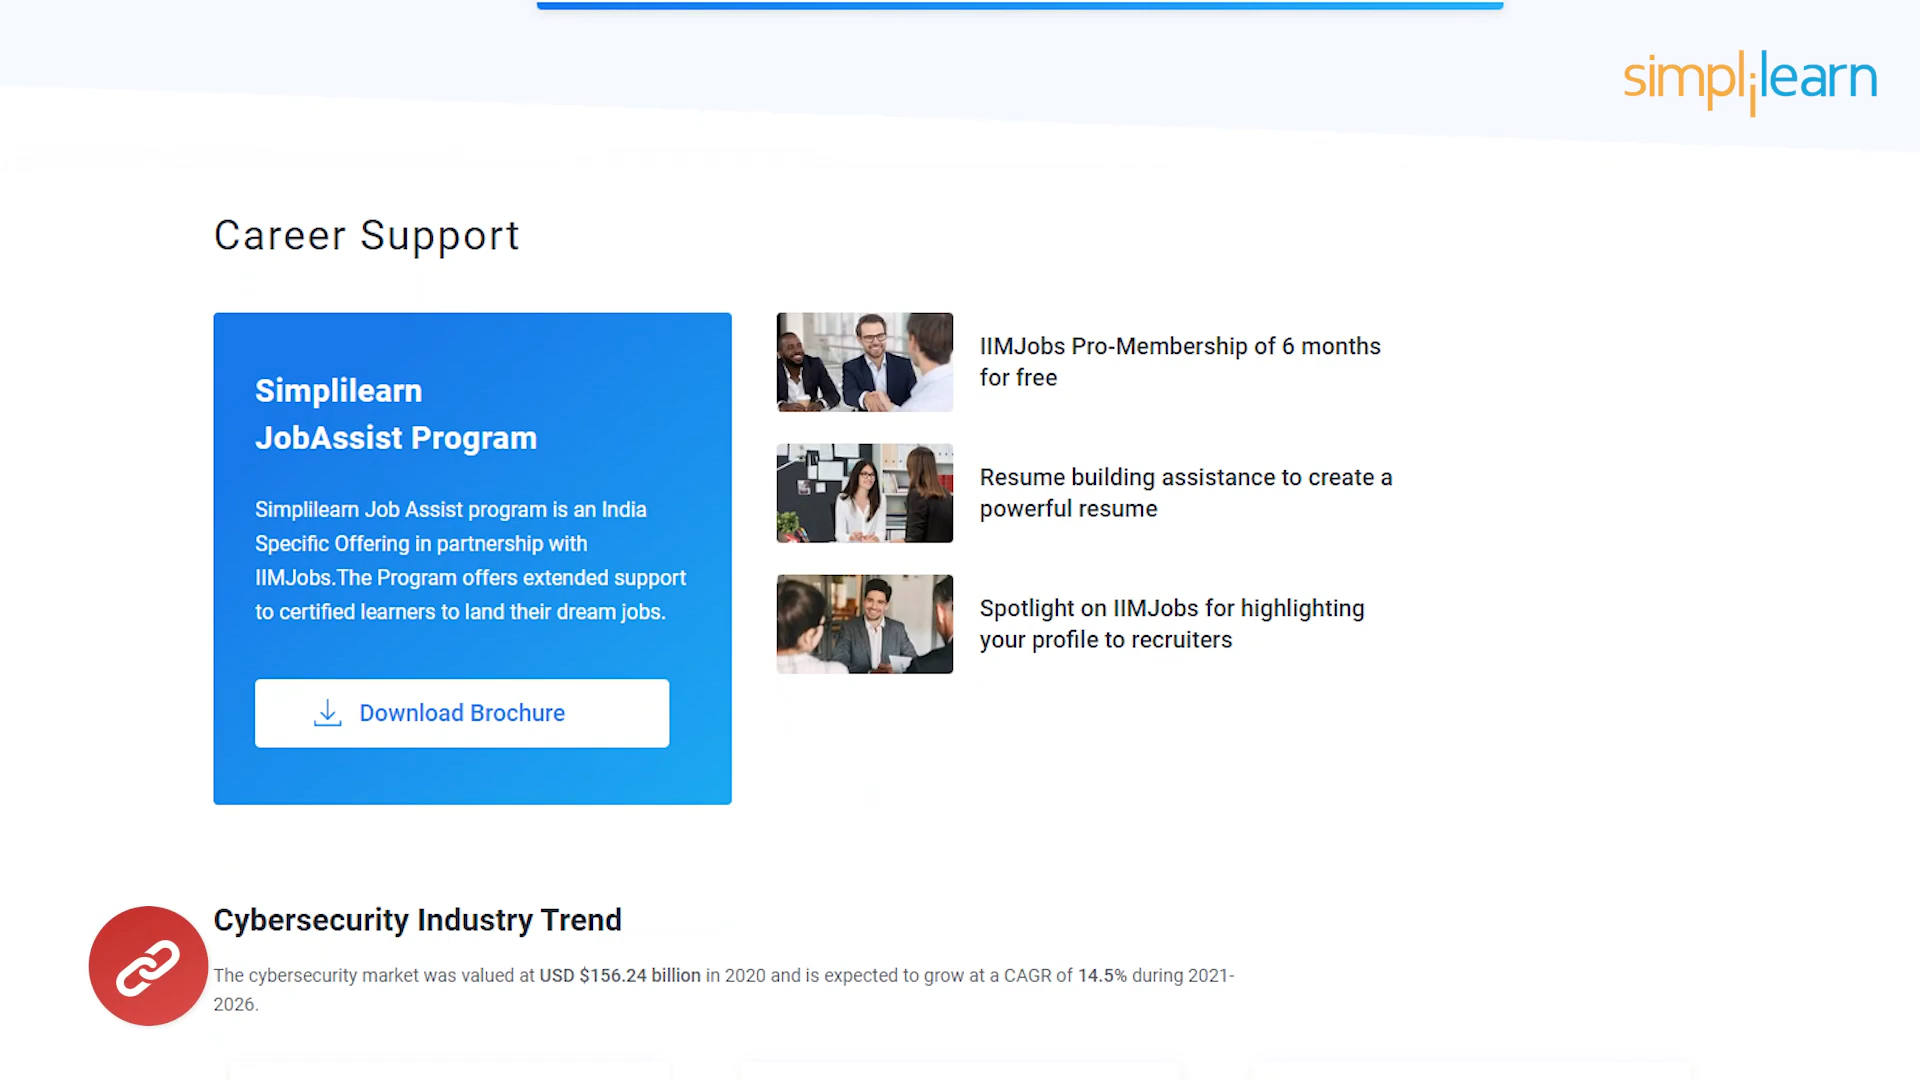 simplilearn
Career Support
Simplilearn
JobAssist Program
Simplilearn Job Assist program is an India
Specific Offering in partnership with
IIMJobs.The Program offers extended support
to certified learners to land their dream jobs.
Download Brochure
IIMJobs Pro-Membership of 6 months
for free
Resume building assistance to create a
powerful resume
Spotlight on IIMJobs for highlighting
your profile to recruiters
Cybersecurity Industry Trend
The cybersecurity market was valued at USD $156.24 billion in 2020 and is expected to grow at a CAGR of 14.5% during 2021-
2026.